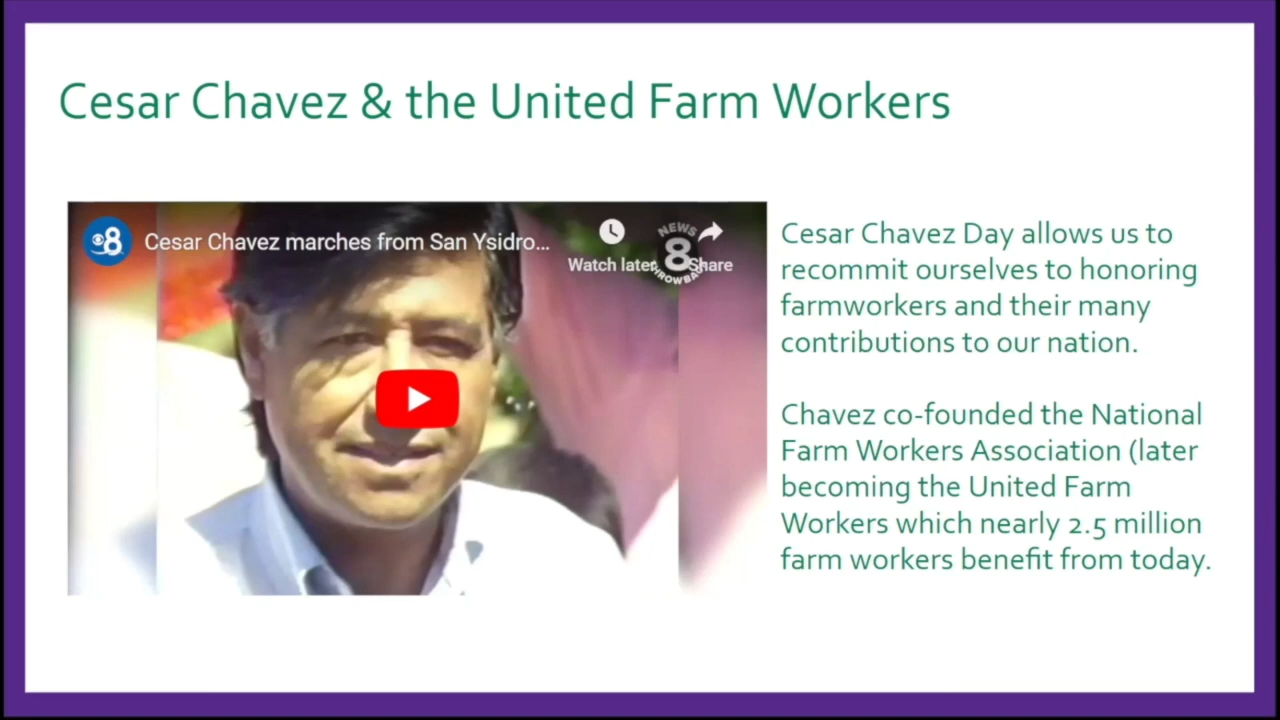 Cesar Chavez & the United Farm Workers
8
Cesar Chavez marches from San Ysidro...
Watch later
Share
NEWS
8
Cesar Chavez Day allows us to
recommit ourselves to honoring
farmworkers and their many
contributions to our nation.
Chavez co-founded the National
Farm Workers Association (later
becoming the United Farm
Workers which nearly 2.5 million
farm workers benefit from today.